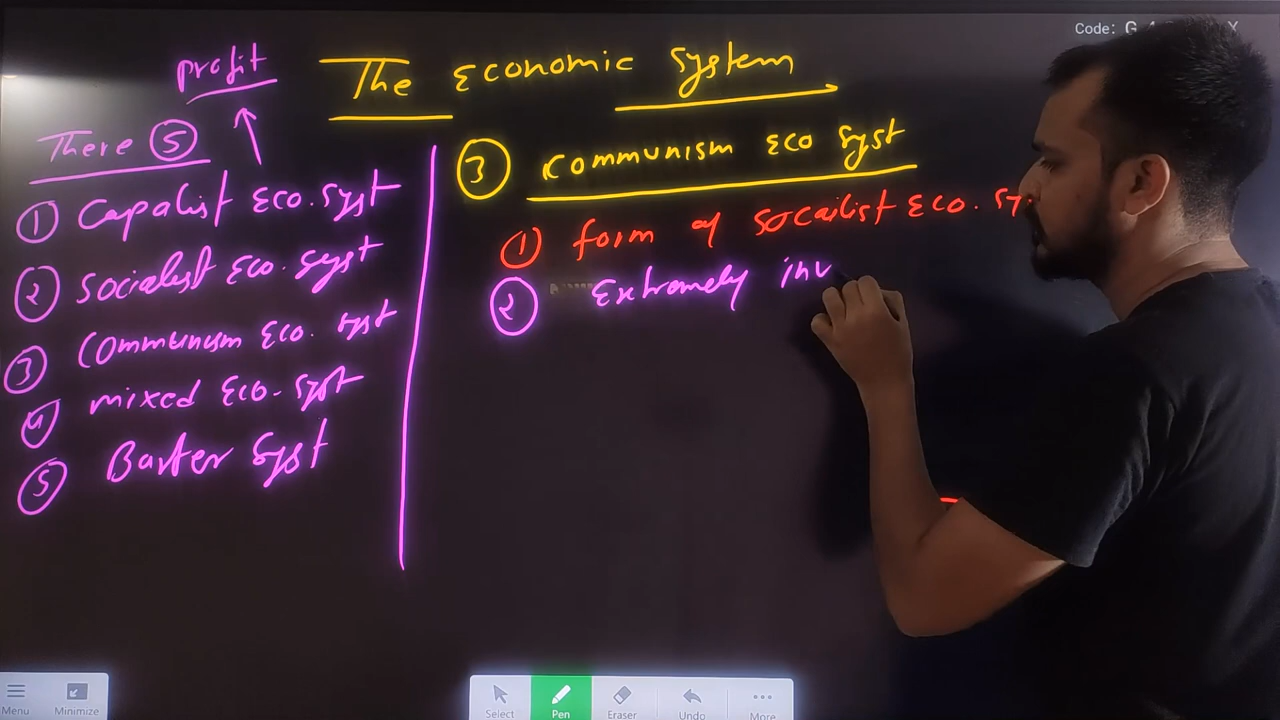 Code: G
profit
The Economic System
There 5
1 Capalist Eco. Syst
2 Socialest Eco. Syst
3 Communism Eco. Syst
4 mixed Eco. Syst
5 Barter Syst
3 Communism Eco Syst
1 form of Socailist Eco. Sy.
2 Extremely inv
Menu
Minimize
Select
Pen
Eraser
Undo
More